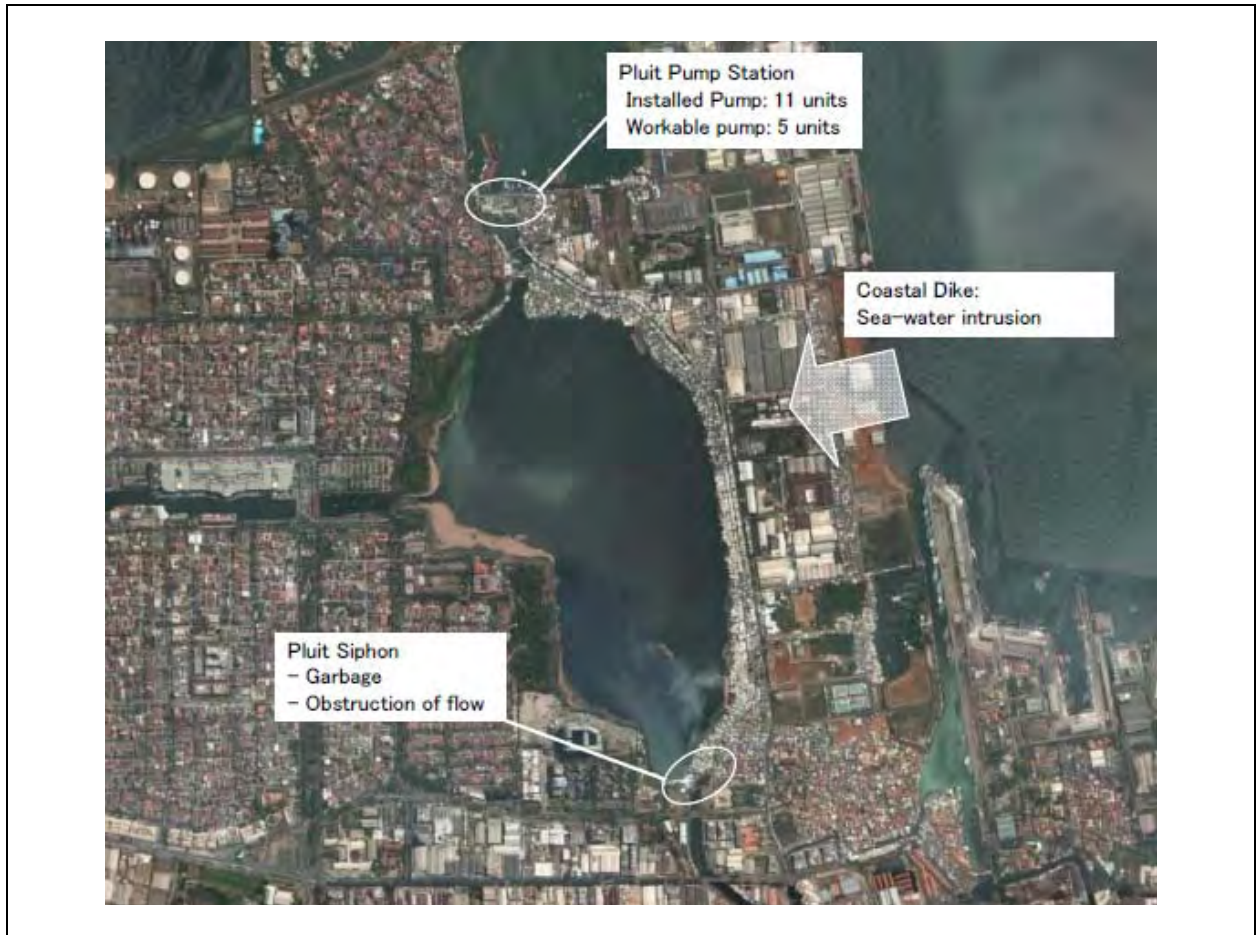 Pluit Pump Station
Installed Pump: 11 units
Workable pump: 5 units
Coastal Dike:
Sea-water intrusion
Pluit Siphon
- Garbage
- Obstruction of flow